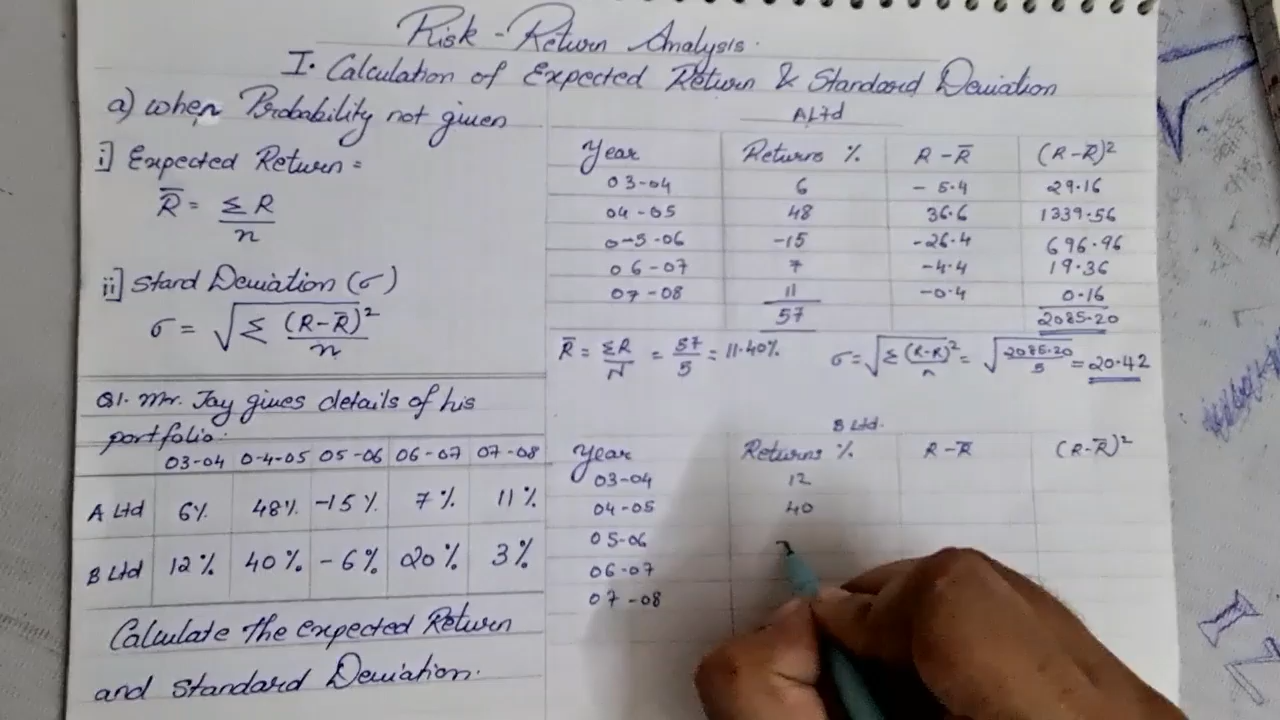 Risk - Return Analysis.
I. Calculation of Expected Return & Standard Deviation
a) when Probability not given
i] Expected Return =
R̅ = ΣR
n
ii] Stard Deviation (σ)
σ = √Σ (R-R̅)²
n
Q1. Mr. Jay gives details of his
portfolio.
03-04 0-4-05 05-06 06-07 07-08
A Ltd 6% 48% -15% 7% 11%
B Ltd 12% 40% -6% 20% 3%
Calculate the expected Return
and Standard Deviation.
A Ltd
Year Returns % R-R̅ (R-R̅)²
03-04 6 -5.4 29.16
04-05 48 36.6 1339.56
0-5-06 -15 -26.4 696.96
06-07 7 -4.4 19.36
07-08 11 -0.4 0.16
57 2085.20
R̅ = ΣR/N = 57/5 = 11.40% σ = √Σ(R-R̅)²/n = √2085.20/5 = 20.42
B Ltd.
Year Returns % R-R̅ (R-R̅)²
03-04 12
04-05 40
05-06
06-07
07-08